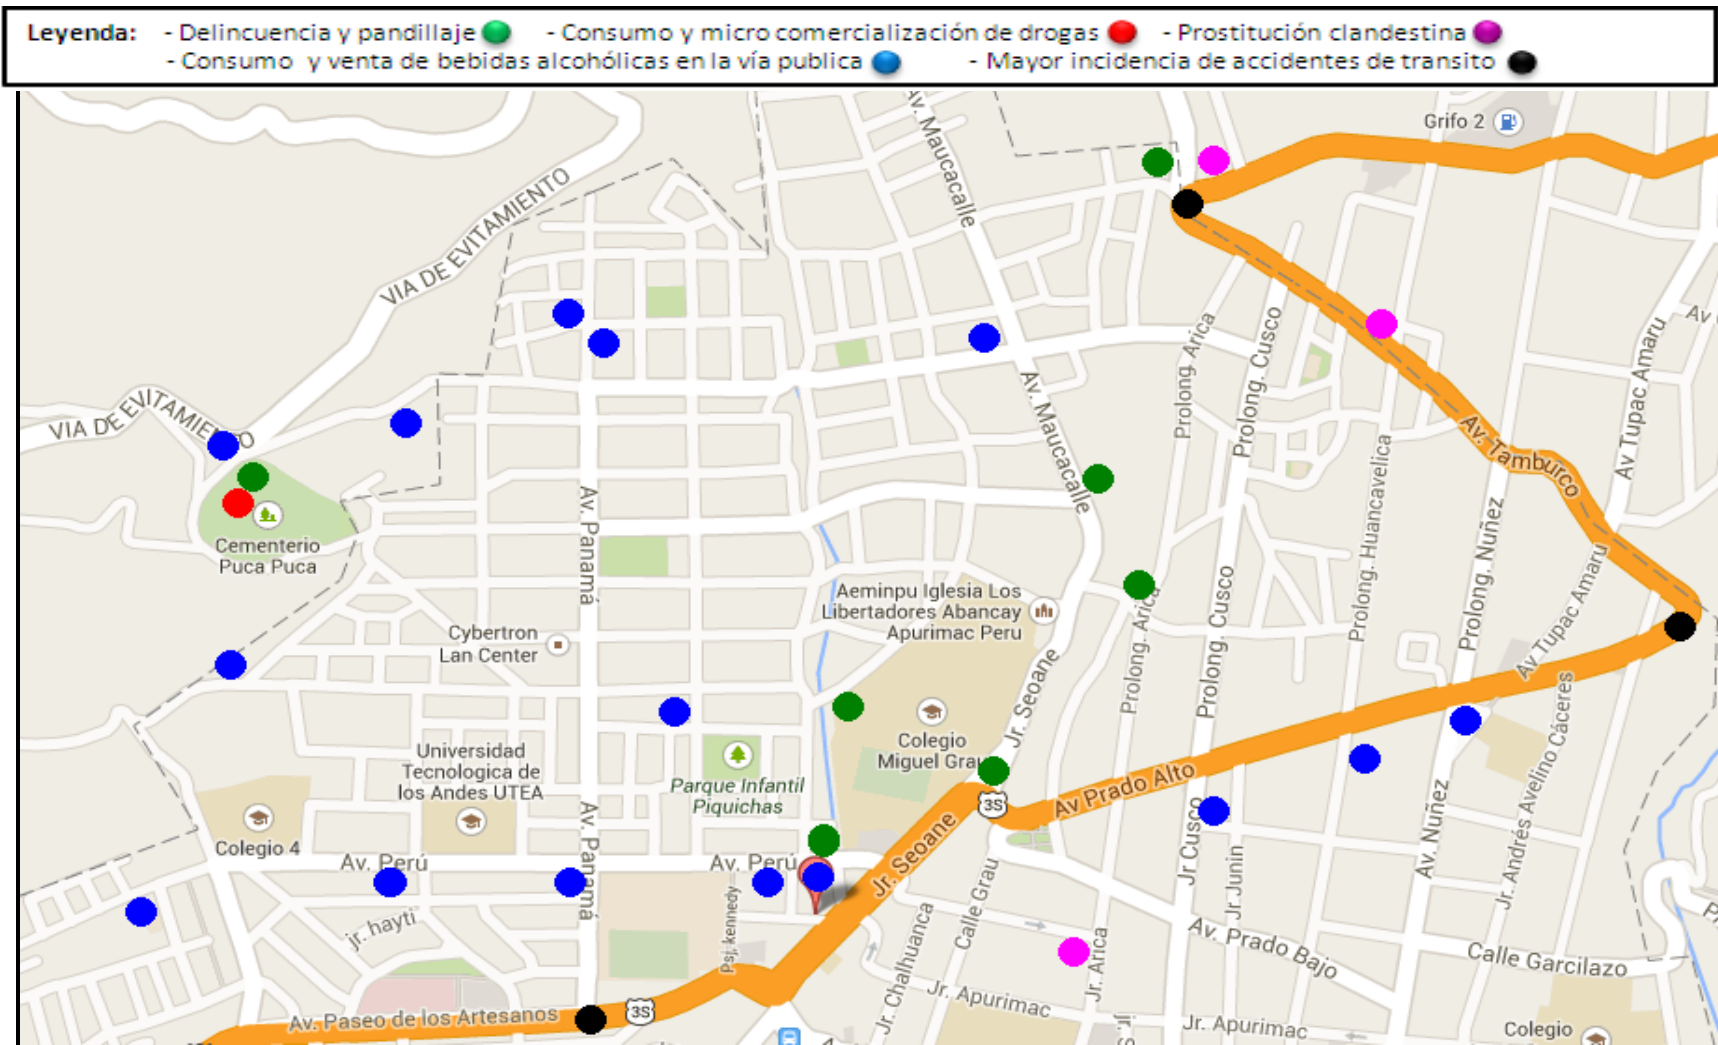 Leyenda: - Delincuencia y pandillaje - Consumo y micro comercialización de drogas - Prostitución clandestina
- Consumo y venta de bebidas alcohólicas en la vía publica - Mayor incidencia de accidentes de transito
Grifo 2
Av. Maucacalle
VIA DE EVITAMIENTO
Prolong. Arica
Prolong. Cusco
Av Tupac Amaru
Av
VIA DE EVITAMIENTO
Av. Maucacalle
Av. Tamburco
Prolong. Huancavelica
Av. Panamá
Prolong. Nuñez
Cementerio
Puca Puca
Aeminpu Iglesia Los
Libertadores Abancay
Apurimac Peru
Cybertron
Lan Center
Prolong. Arica
Prolong. Cusco
Av Tupac Amaru
Jr. Seoane
Colegio
Miguel Grau
Universidad
Tecnologica de
los Andes UTEA
Parque Infantil
Piquichas
3S
Av Prado Alto
Jr. Andrés Avelino Cáceres
Colegio 4
Av. Panamá
Av. Perú
Av. Perú
Jr. Seoane
Jr Cusco
Jr. Junin
Av. Nuñez
jr. hayti
Psj. kennedy
Calle Grau
Jr. Chalhuanca
Jr. Arica
Av. Prado Bajo
Calle Garcilazo
Jr. Apurimac
Jr. Apurimac
Av. Paseo de los Artesanos
3S
Colegio